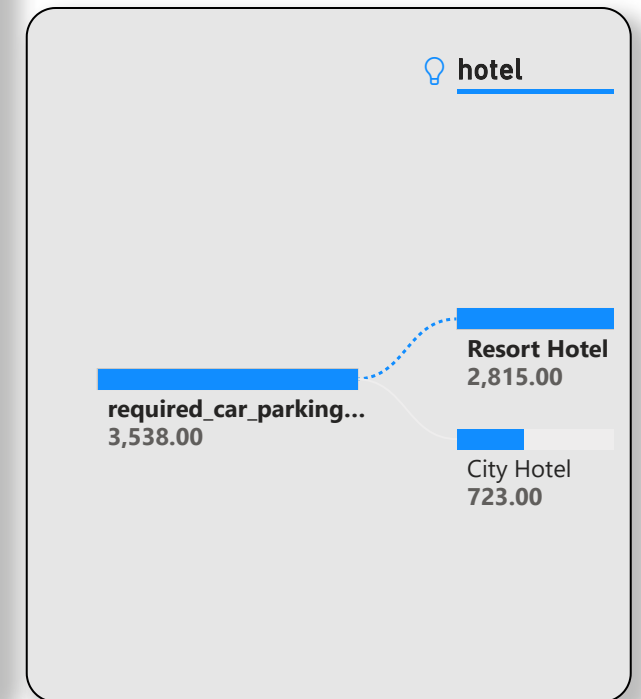 hotel
Resort Hotel
2,815.00
required_car_parking...
3,538.00
City Hotel
723.00